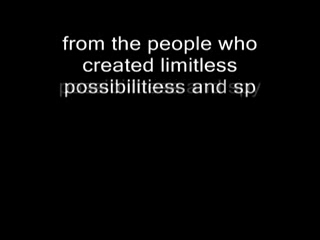 from the people who
created limitless
possibilitiess and sp